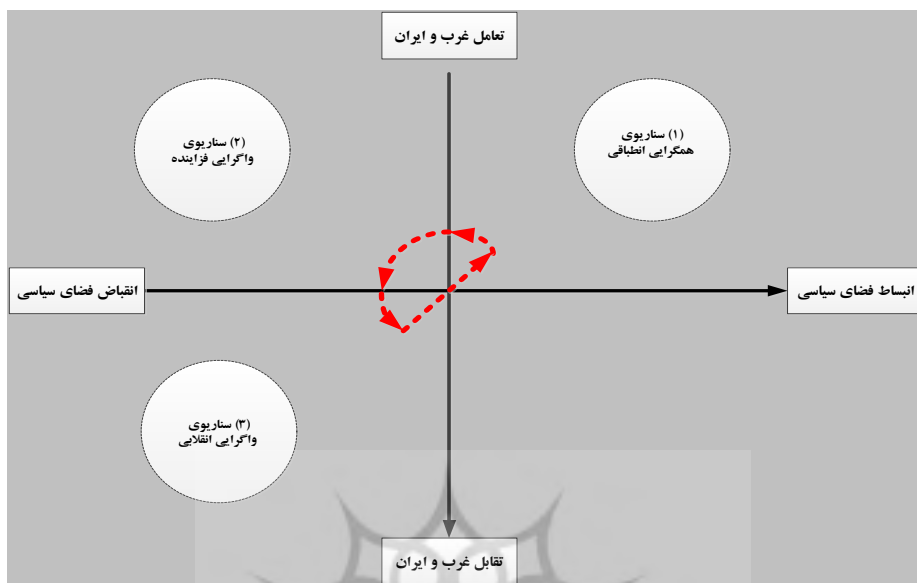 تعامل غرب و ایران
(۱) سناریوی
همگرایی انطباقی
(۲) سناریوی
واگرایی فزاینده
انبساط فضای سیاسی
انقباض فضای سیاسی
(۳) سناریوی
واگرایی انقلابی
تقابل غرب و ایران